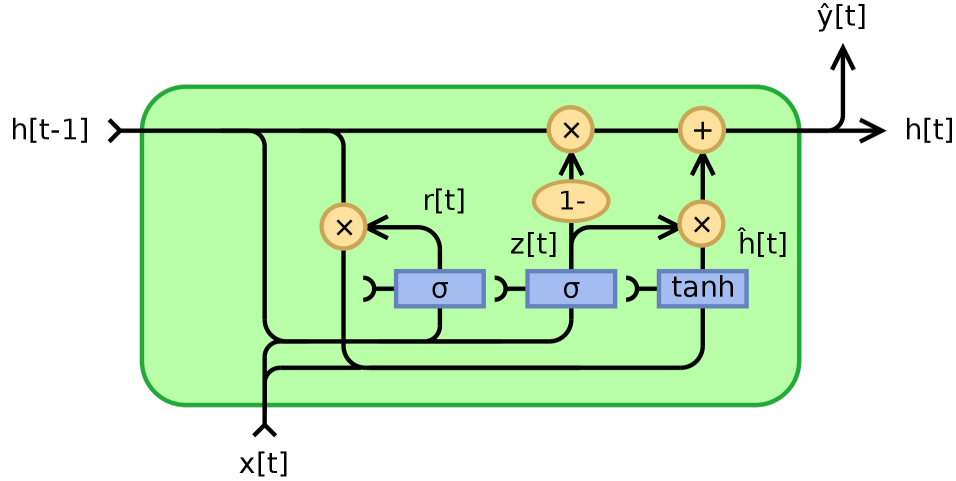 ŷ[t]
h[t-1]
×
+
h[t]
1-
r[t]
×
×
z[t]
ĥ[t]
σ
σ
tanh
x[t]